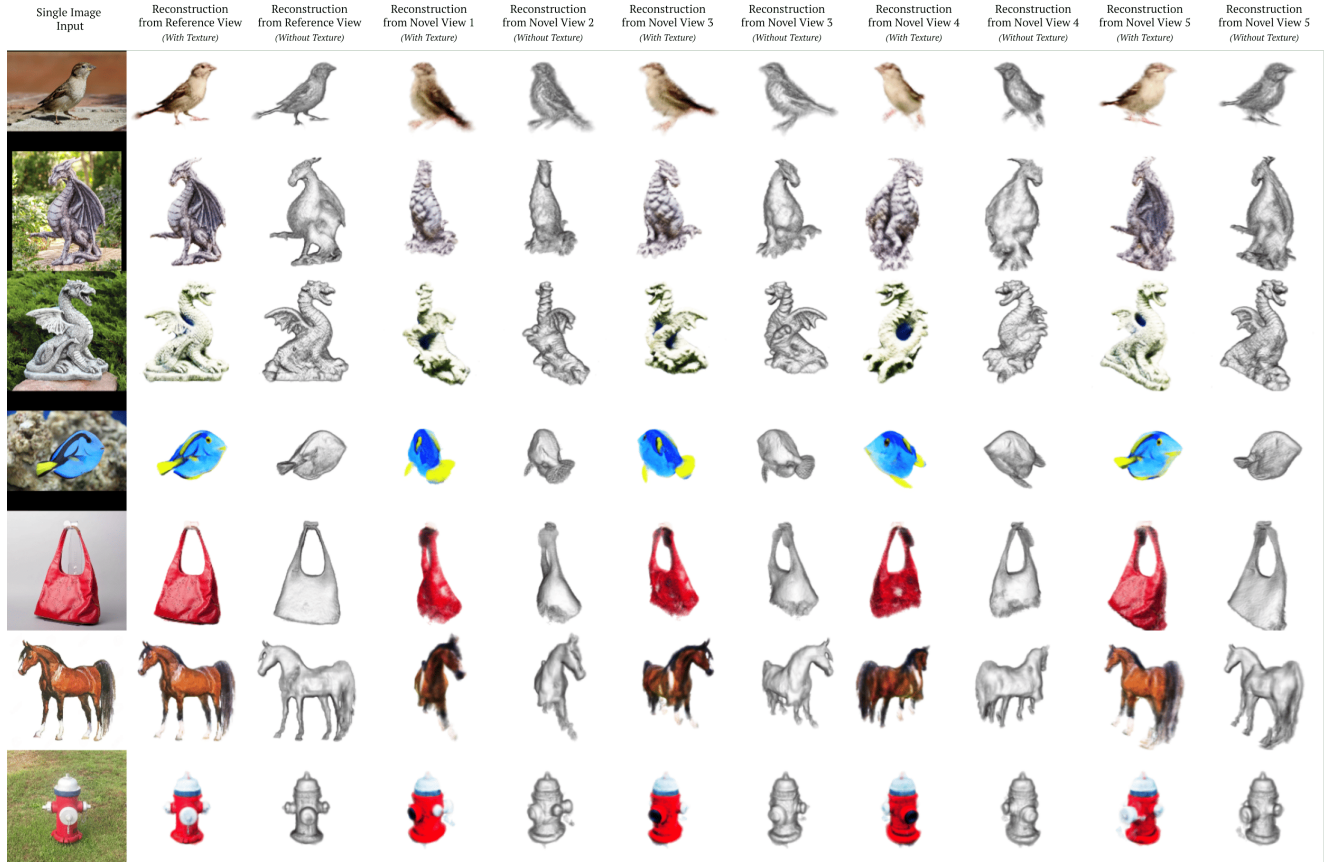 Single Image
Input
Reconstruction
from Reference View
(With Texture)
Reconstruction
from Reference View
(Without Texture)
Reconstruction
from Novel View 1
(With Texture)
Reconstruction
from Novel View 2
(Without Texture)
Reconstruction
from Novel View 3
(With Texture)
Reconstruction
from Novel View 3
(Without Texture)
Reconstruction
from Novel View 4
(With Texture)
Reconstruction
from Novel View 4
(Without Texture)
Reconstruction
from Novel View 5
(With Texture)
Reconstruction
from Novel View 5
(Without Texture)